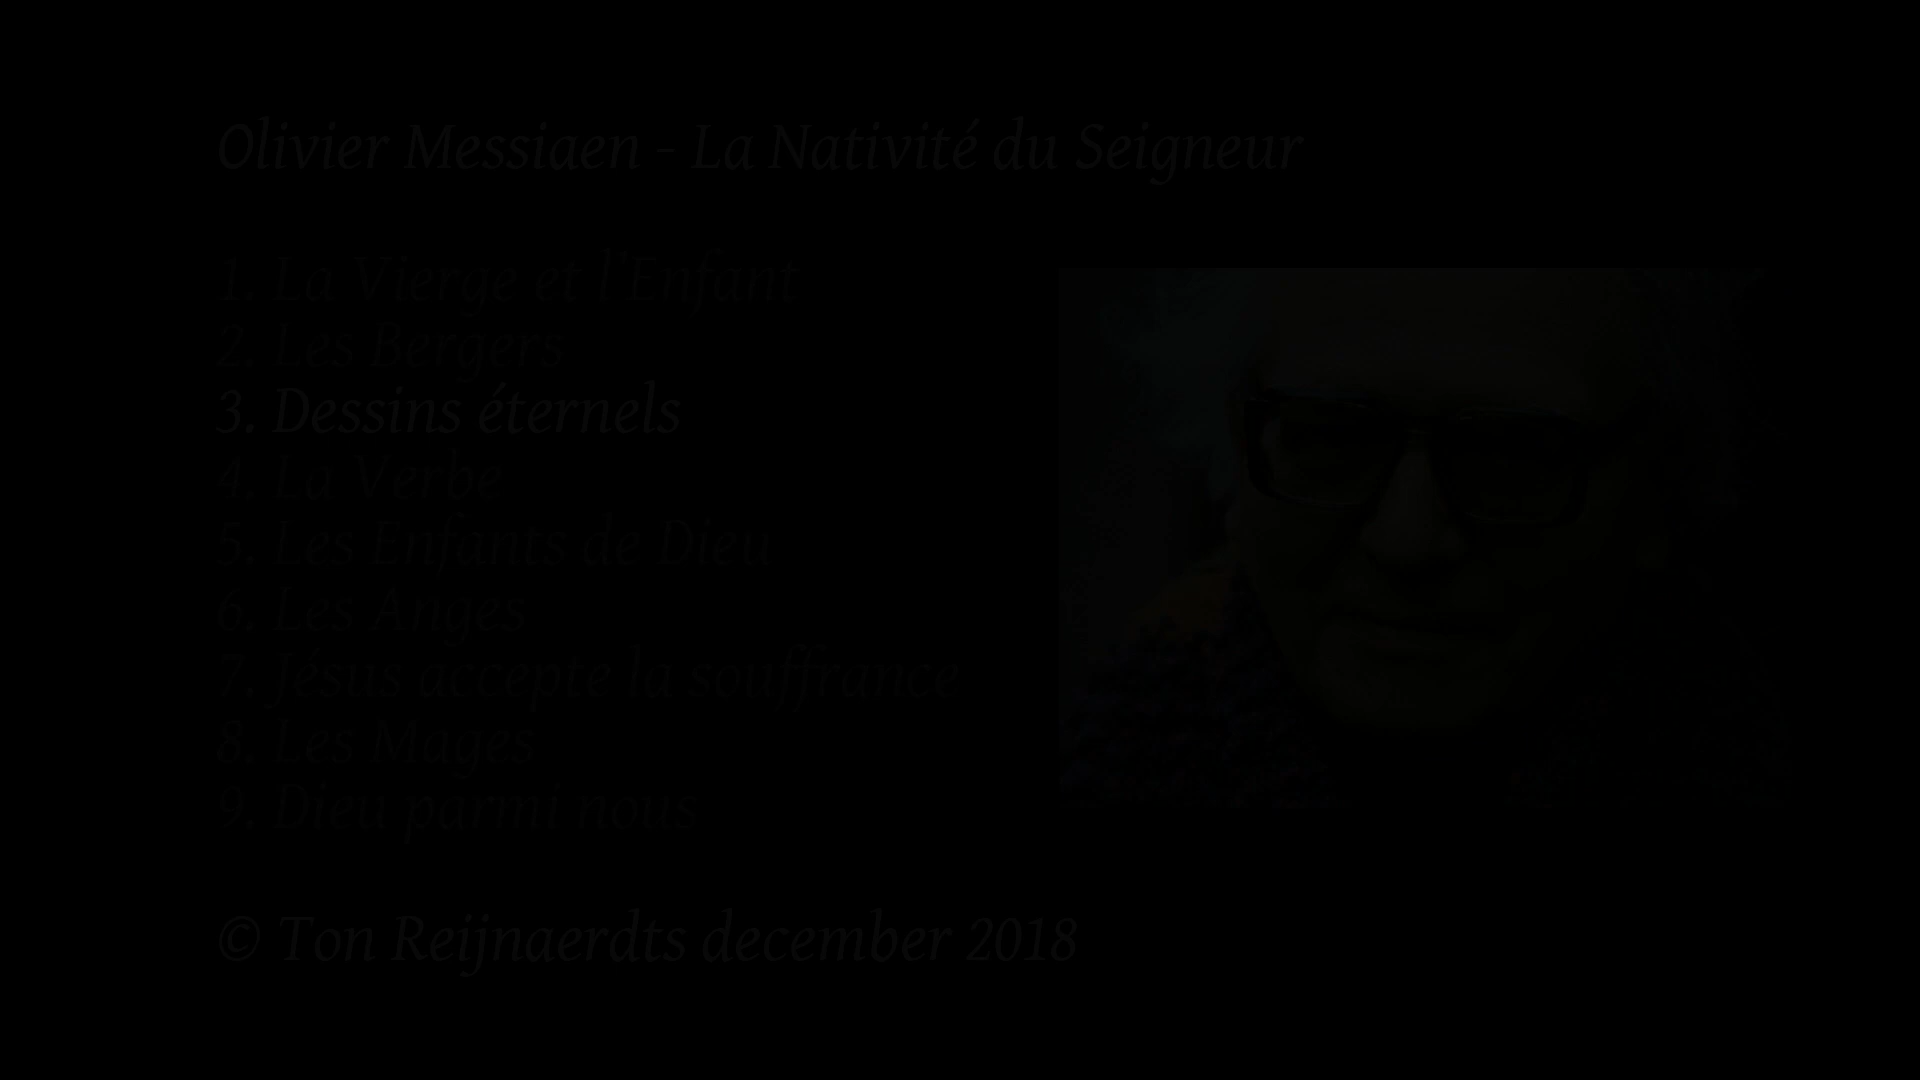 Olivier Messiaen - La Nativité du Seigneur
1. La Vierge et l'Enfant
2. Les Bergers
3. Dessins éternels
4. La Verbe
5. Les Enfants de Dieu
6. Les Anges
7. Jésus accepte la souffrance
8. Les Mages
9. Dieu parmi nous
© Ton Reijnaerdts december 2018